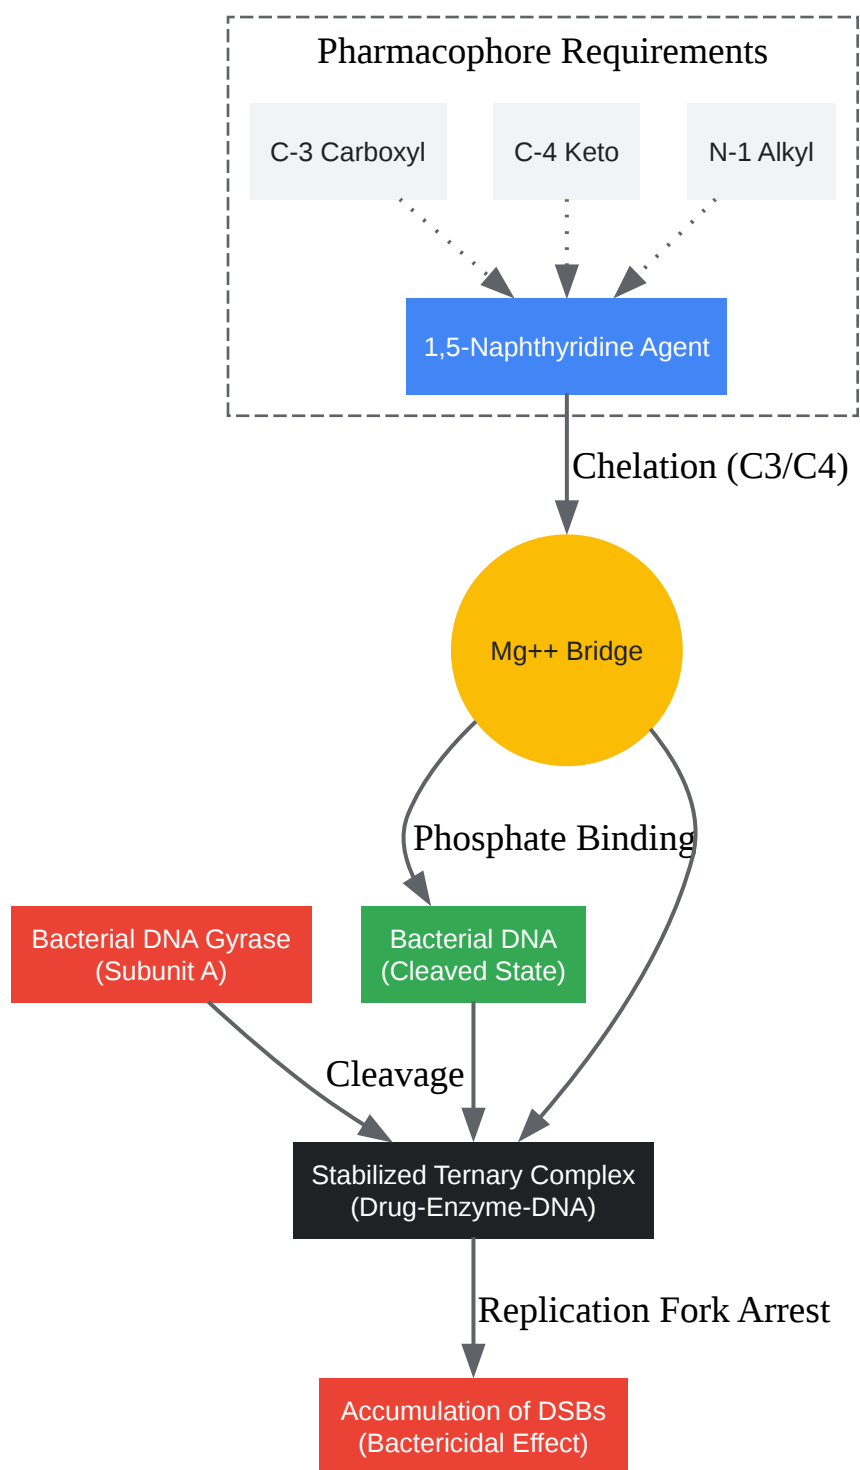 Pharmacophore Requirements
C-3 Carboxyl
C-4 Keto
N-1 Alkyl
1,5-Naphthyridine Agent
Chelation (C3/C4)
Mg++ Bridge
Phosphate Binding
Bacterial DNA Gyrase
(Subunit A)
Bacterial DNA
(Cleaved State)
Cleavage
Stabilized Ternary Complex
(Drug-Enzyme-DNA)
Replication Fork Arrest
Accumulation of DSBs
(Bactericidal Effect)